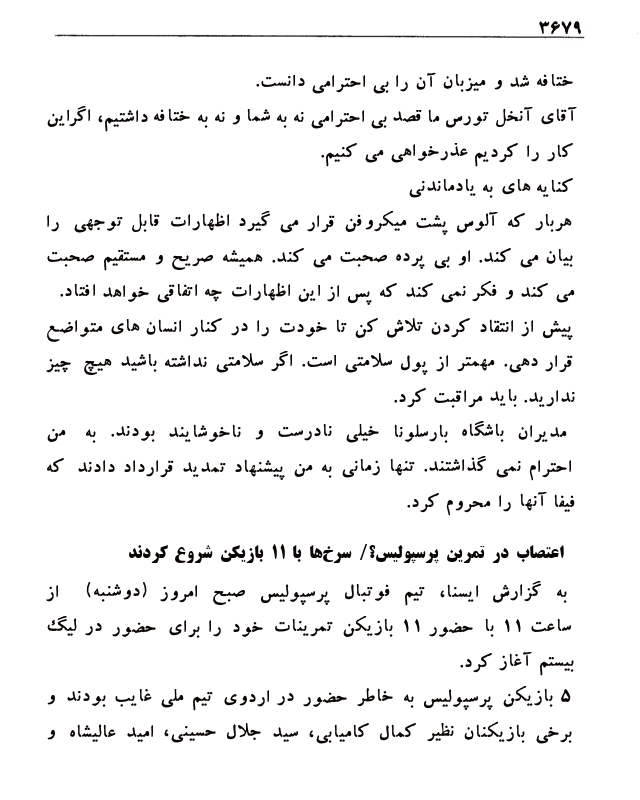 ۳۶۷۹
ختافه شد و میزبان آن را بی احترامی دانست.
آقای آنخل تورس ما قصد بی احترامی نه به شما و نه به ختافه داشتیم، اگراین
کار را کردیم عذرخواهی می کنیم.
کنایه های به یادماندنی
هربار که آلوس پشت میکروفن قرار می گیرد اظهارات قابل توجهی را
بیان می کند. او بی پرده صحبت می کند. همیشه صریح و مستقیم صحبت
می کند و فکر نمی کند که پس از این اظهارات چه اتفاقی خواهد افتاد.
پیش از انتقاد کردن تلاش کن تا خودت را در کنار انسان های متواضع
قرار دهی. مهمتر از پول سلامتی است. اگر سلامتی نداشته باشید هیچ چیز
ندارید. باید مراقبت کرد.
مدیران باشگاه بارسلونا خیلی نادرست و ناخوشایند بودند. به من
احترام نمی گذاشتند. تنها زمانی به من پیشنهاد تمدید قرارداد دادند که
فیفا آنها را محروم کرد.
اعتصاب در تمرین پرسپولیس؟/ سرخ‌ها با ۱۱ بازیکن شروع کردند
به گزارش ایسنا، تیم فوتبال پرسپولیس صبح امروز (دوشنبه) از
ساعت ۱۱ با حضور ۱۱ بازیکن تمرینات خود را برای حضور در لیگ
بیستم آغاز کرد.
۵ بازیکن پرسپولیس به خاطر حضور در اردوی تیم ملی غایب بودند و
برخی بازیکنان نظیر کمال کامیابی، سید جلال حسینی، امید عالیشاه و